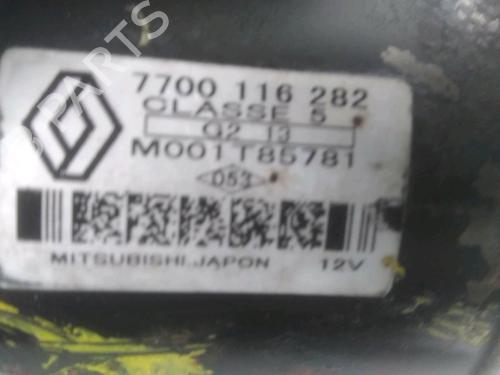 7700 116 282
CLASSE 5
G2 13
M001T85781
053
MITSUBISHI.JAPON 12V